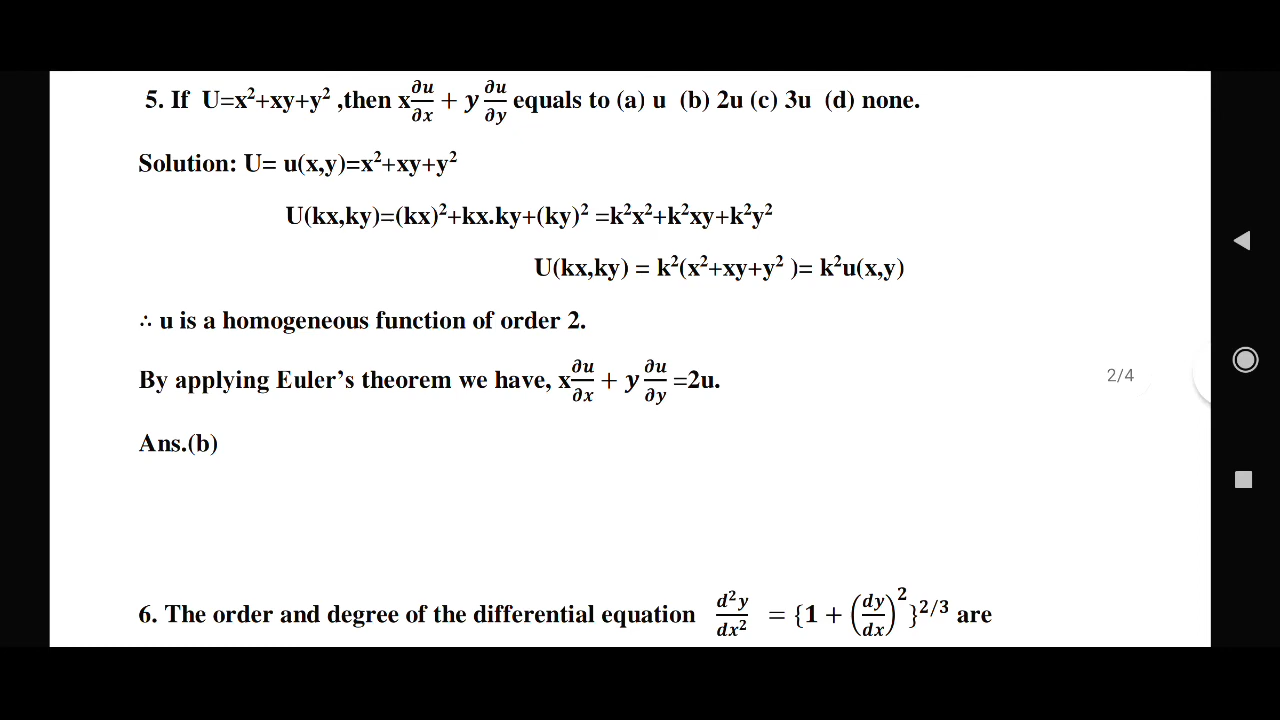 5. If U=x²+xy+y² ,then x∂u/∂x + y ∂u/∂y equals to (a) u (b) 2u (c) 3u (d) none.
Solution: U= u(x,y)=x²+xy+y²
U(kx,ky)=(kx)²+kx.ky+(ky)² =k²x²+k²xy+k²y²
U(kx,ky) = k²(x²+xy+y² )= k²u(x,y)
∴ u is a homogeneous function of order 2.
By applying Euler’s theorem we have, x∂u/∂x + y ∂u/∂y =2u.
2/4
Ans.(b)
6. The order and degree of the differential equation d²y/dx² = {1 + (dy/dx)²}²/³ are